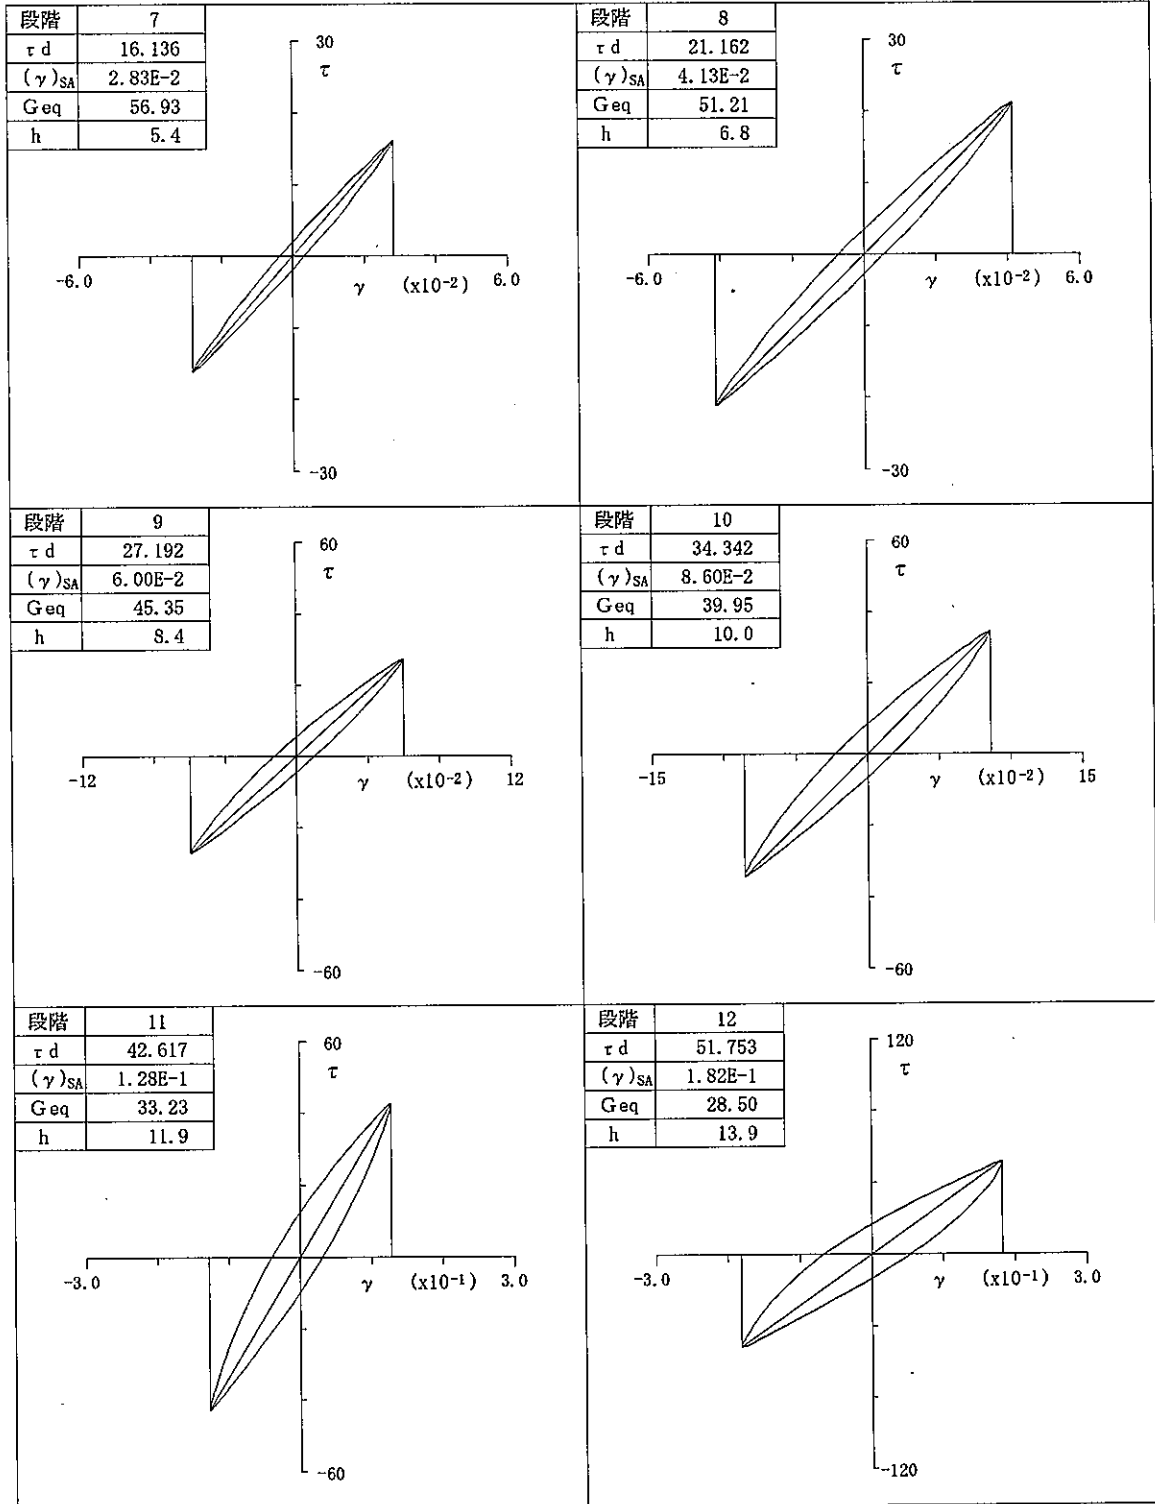 段階 7
τd 16.136
(γ)SA 2.83E-2
Geq 56.93
h 5.4
30
τ
-6.0 γ (x10-2) 6.0
-30
段階 8
τd 21.162
(γ)SA 4.13E-2
Geq 51.21
h 6.8
30
τ
-6.0 γ (x10-2) 6.0
-30
段階 9
τd 27.192
(γ)SA 6.00E-2
Geq 45.35
h 8.4
60
τ
-12 γ (x10-2) 12
-60
段階 10
τd 34.342
(γ)SA 8.60E-2
Geq 39.95
h 10.0
60
τ
-15 γ (x10-2) 15
-60
段階 11
τd 42.617
(γ)SA 1.28E-1
Geq 33.23
h 11.9
60
τ
-3.0 γ (x10-1) 3.0
-60
段階 12
τd 51.753
(γ)SA 1.82E-1
Geq 28.50
h 13.9
120
τ
-3.0 γ (x10-1) 3.0
-120